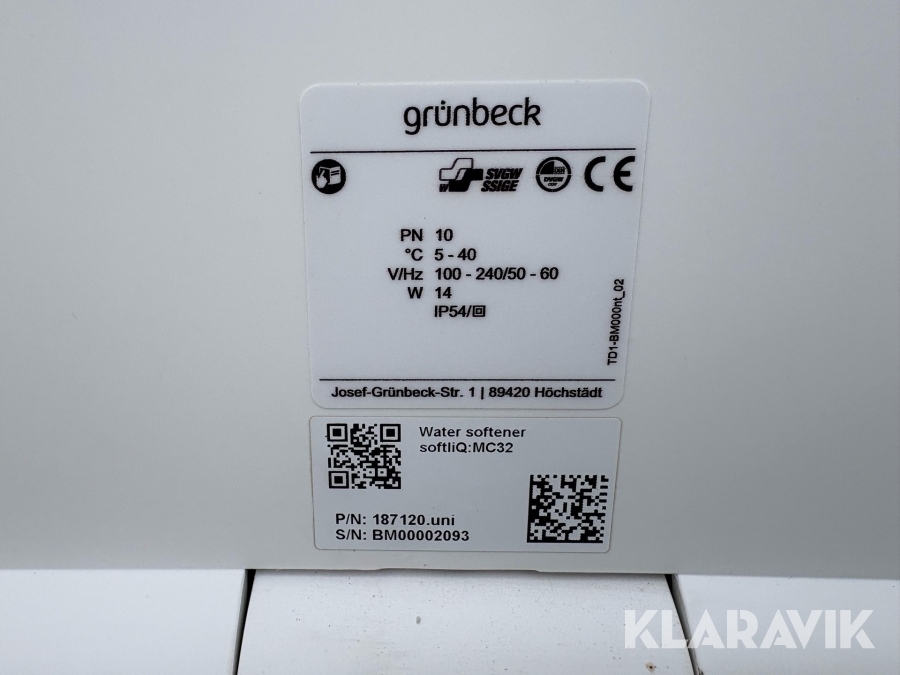 grünbeck
W SVGW
SSIGE
DVGW
CE
PN 10
°C 5 - 40
V/Hz 100 - 240/50 - 60
W 14
IP54/
TD1-BM000nt_02
Josef-Grünbeck-Str. 1 | 89420 Höchstädt
Water softener
softliQ:MC32
P/N: 187120.uni
S/N: BM00002093
KLARAVIK